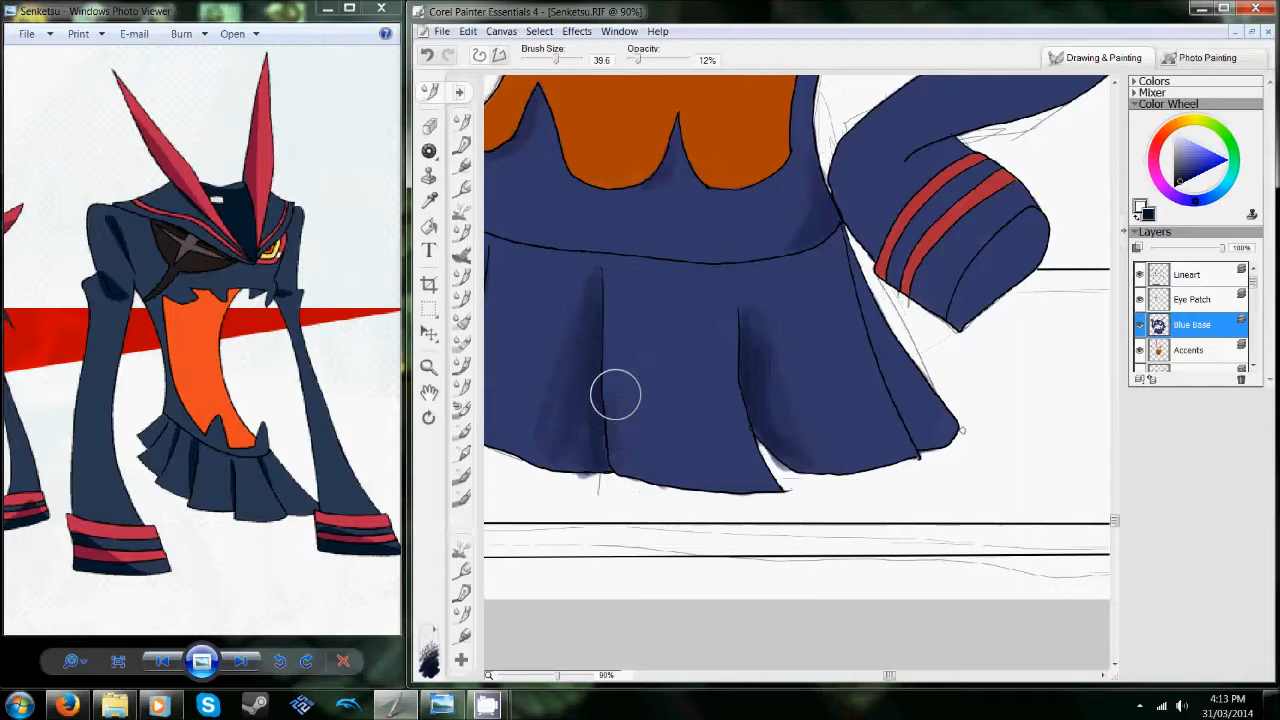 Senketsu - Windows Photo Viewer
File Print E-mail Burn Open
Corel Painter Essentials 4 - [Senketsu.RIF @ 90%]
File Edit Canvas Select Effects Window Help
Brush Size: 39.6 Opacity: 12%
Drawing & Painting Photo Painting
Colors
Mixer
Color Wheel
Layers
100%
Lineart
Eye Patch
Blue Base
Accents
T
90%
4:13 PM
31/03/2014